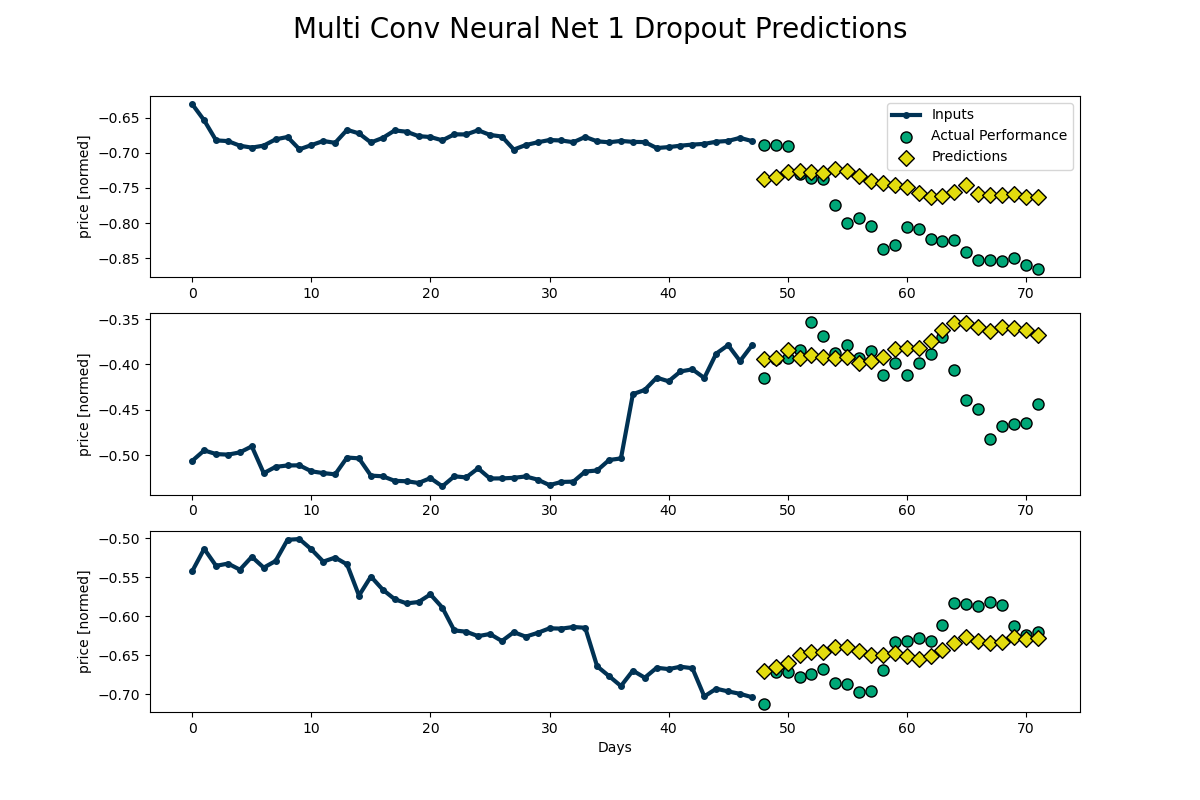 Multi Conv Neural Net 1 Dropout Predictions
−0.65
−0.70
−0.75
−0.80
−0.85
price [normed]
Inputs
Actual Performance
Predictions
0 10 20 30 40 50 60 70
−0.35
−0.40
−0.45
−0.50
price [normed]
0 10 20 30 40 50 60 70
−0.50
−0.55
−0.60
−0.65
−0.70
price [normed]
0 10 20 30 40 50 60 70
Days